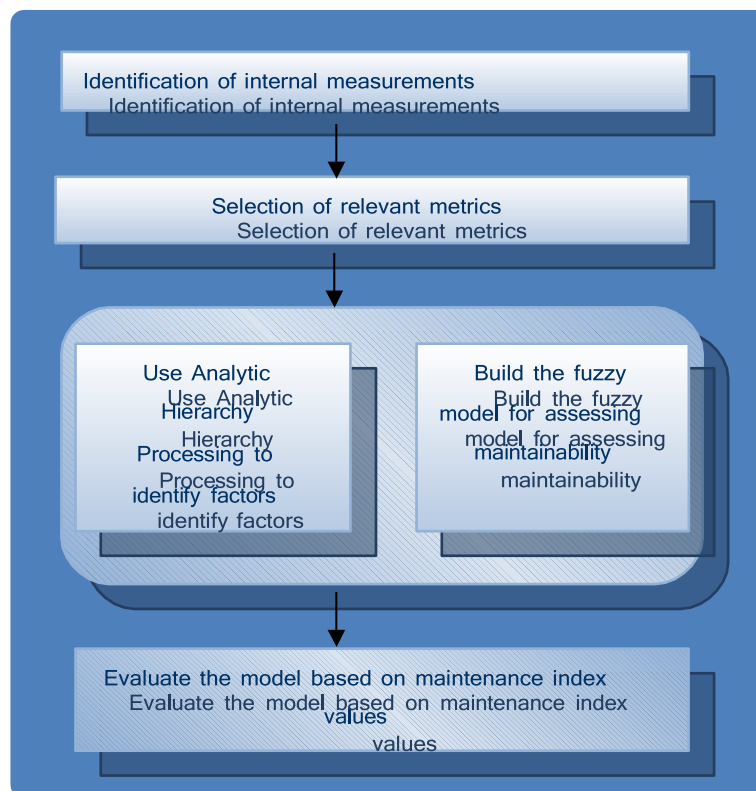 Identification of internal measurements
Identification of internal measurements
Selection of relevant metrics
Selection of relevant metrics
Use Analytic
Use Analytic
Hierarchy
Hierarchy
Processing to
Processing to
identify factors
identify factors
Build the fuzzy
Build the fuzzy
model for assessing
model for assessing
maintainability
maintainability
Evaluate the model based on maintenance index
Evaluate the model based on maintenance index
values
values